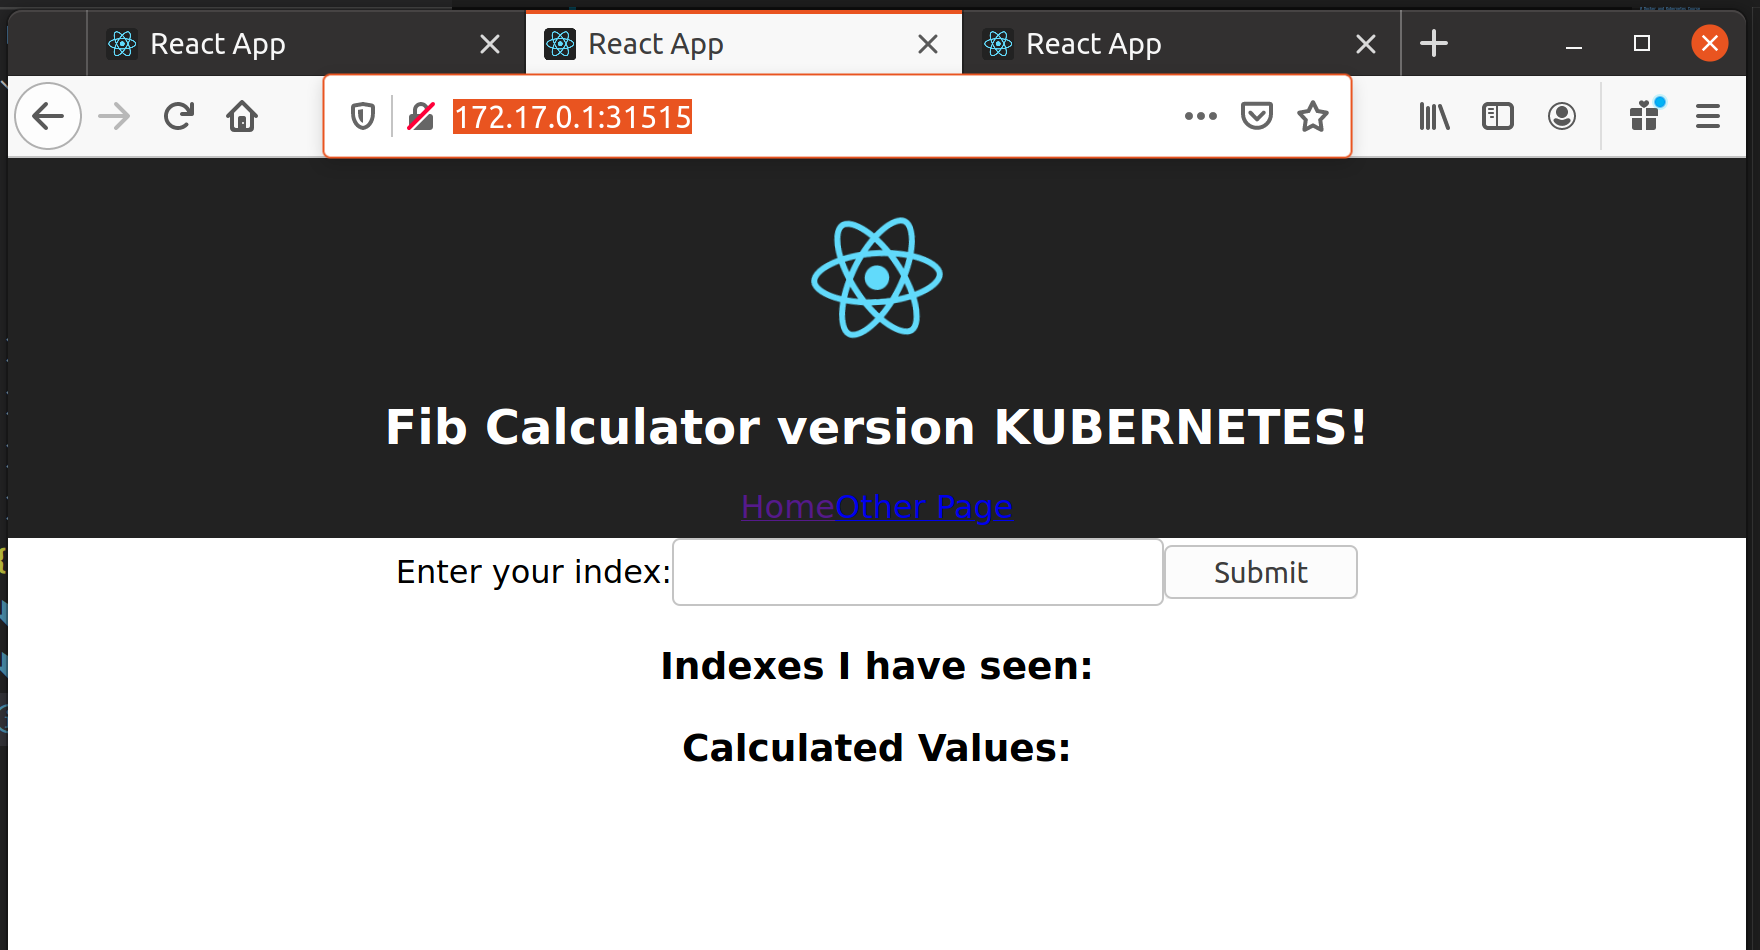 React App
React App
React App
172.17.0.1:31515
Fib Calculator version KUBERNETES!
HomeOther Page
Enter your index:
Submit
Indexes I have seen:
Calculated Values: